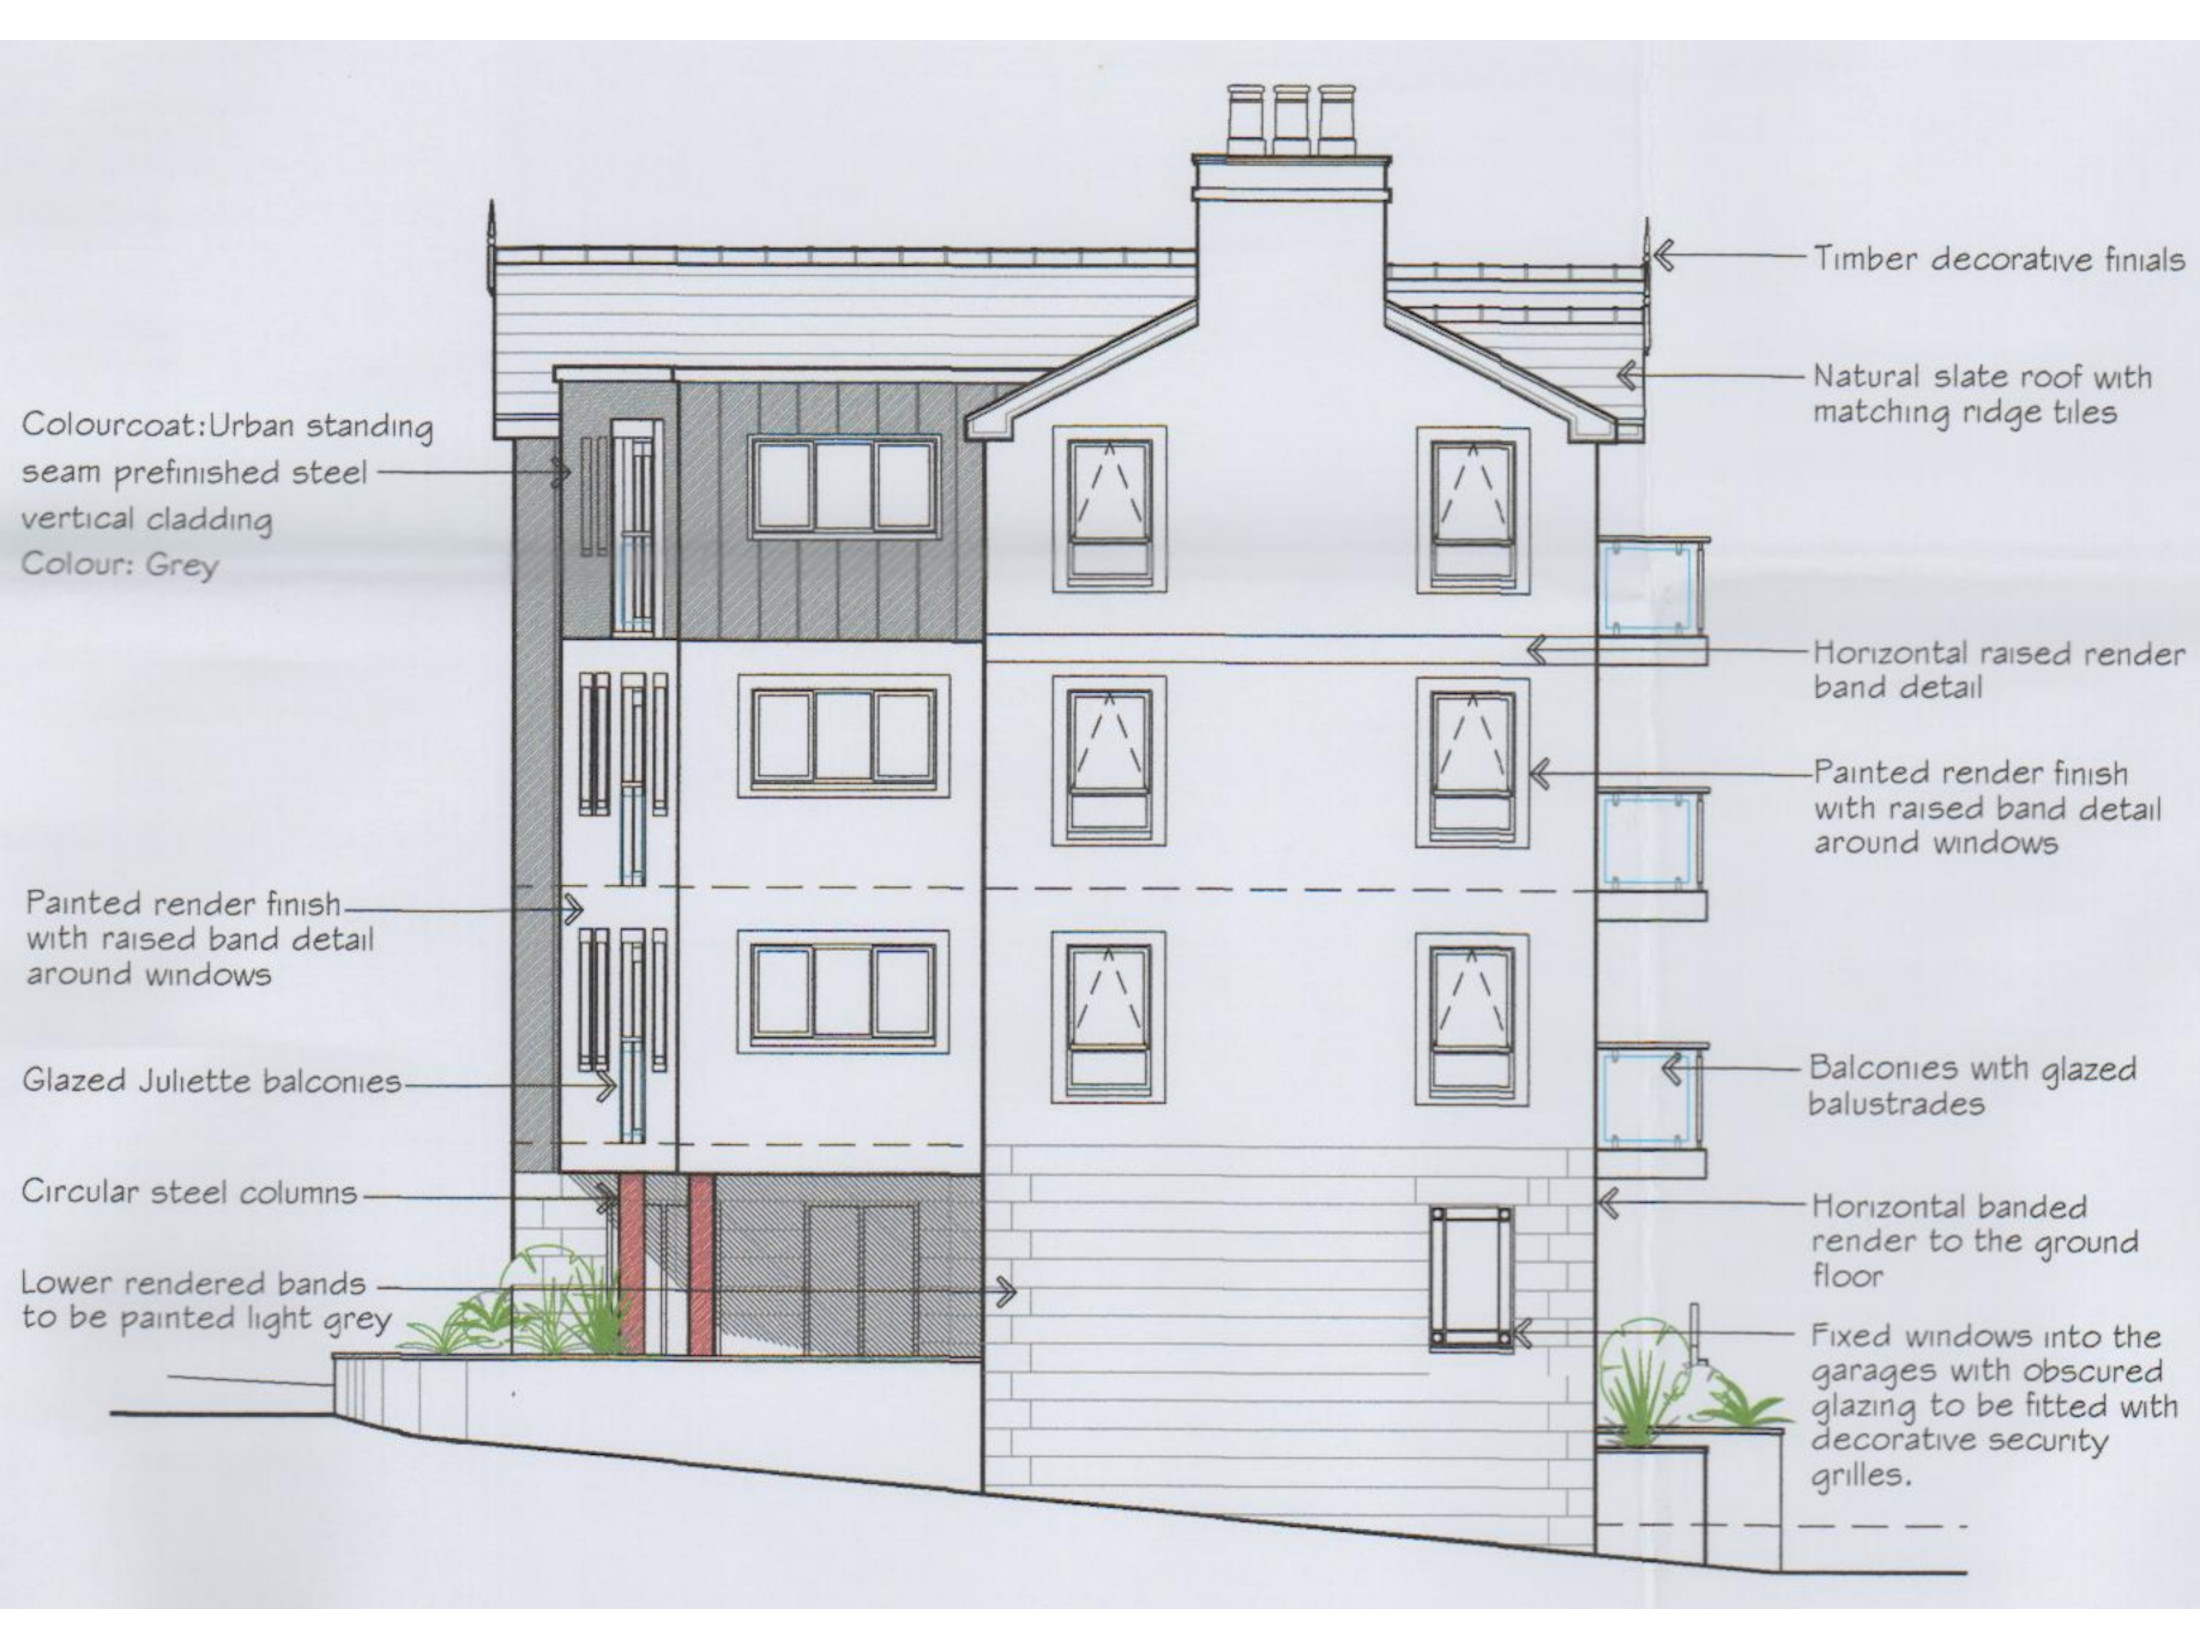 Colourcoat:Urban standing
seam prefinished steel
vertical cladding
Colour: Grey
Painted render finish
with raised band detail
around windows
Glazed Juliette balconies
Circular steel columns
Lower rendered bands
to be painted light grey
Timber decorative finials
Natural slate roof with
matching ridge tiles
Horizontal raised render
band detail
Painted render finish
with raised band detail
around windows
Balconies with glazed
balustrades
Horizontal banded
render to the ground
floor
Fixed windows into the
garages with obscured
glazing to be fitted with
decorative security
grilles.